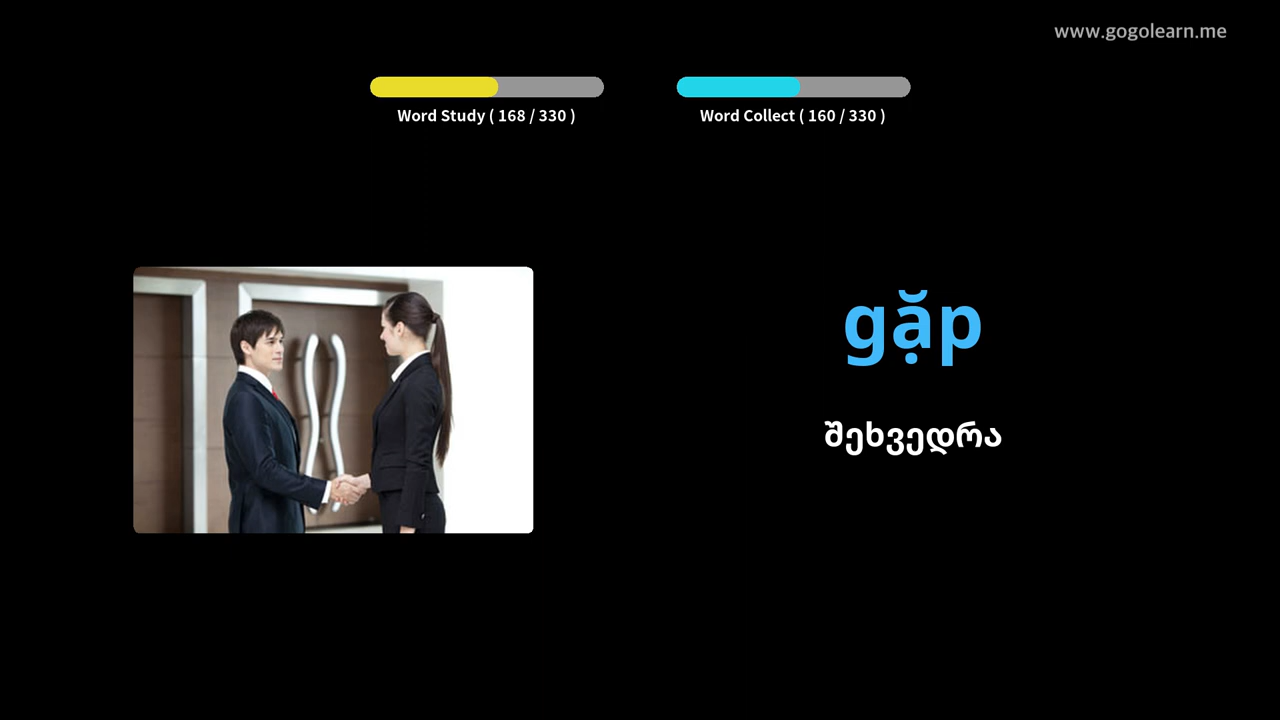 www.gogolearn.me
Word Study ( 168 / 330 )
Word Collect ( 160 / 330 )
gặp
შეხვედრა